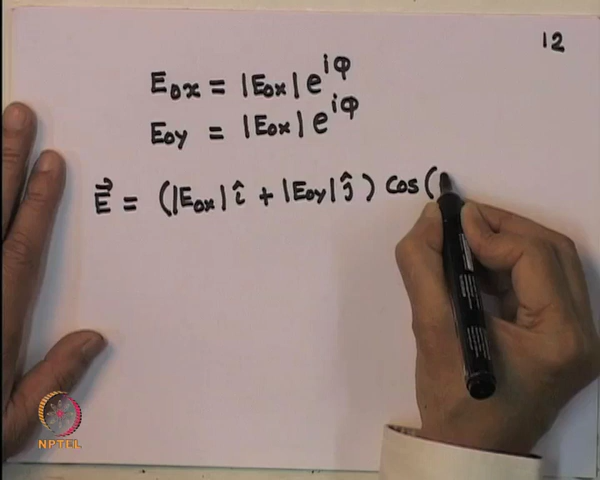 12
E₀ₓ = |E₀ₓ| e^{iφ}
E₀y = |E₀ₓ| e^{iφ}
E⃗ = (|E₀ₓ| î + |E₀y| ĵ) cos(
NPTEL